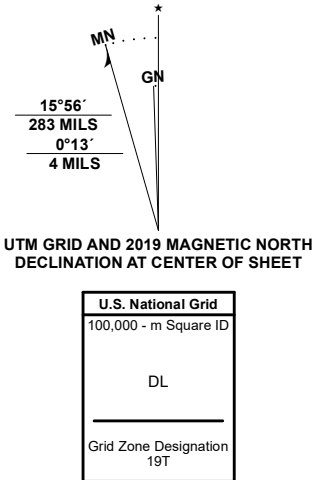 ★
MN
GN
15°56´
283 MILS
0°13´
4 MILS
UTM GRID AND 2019 MAGNETIC NORTH
DECLINATION AT CENTER OF SHEET
U.S. National Grid
100,000 - m Square ID
DL
Grid Zone Designation
19T